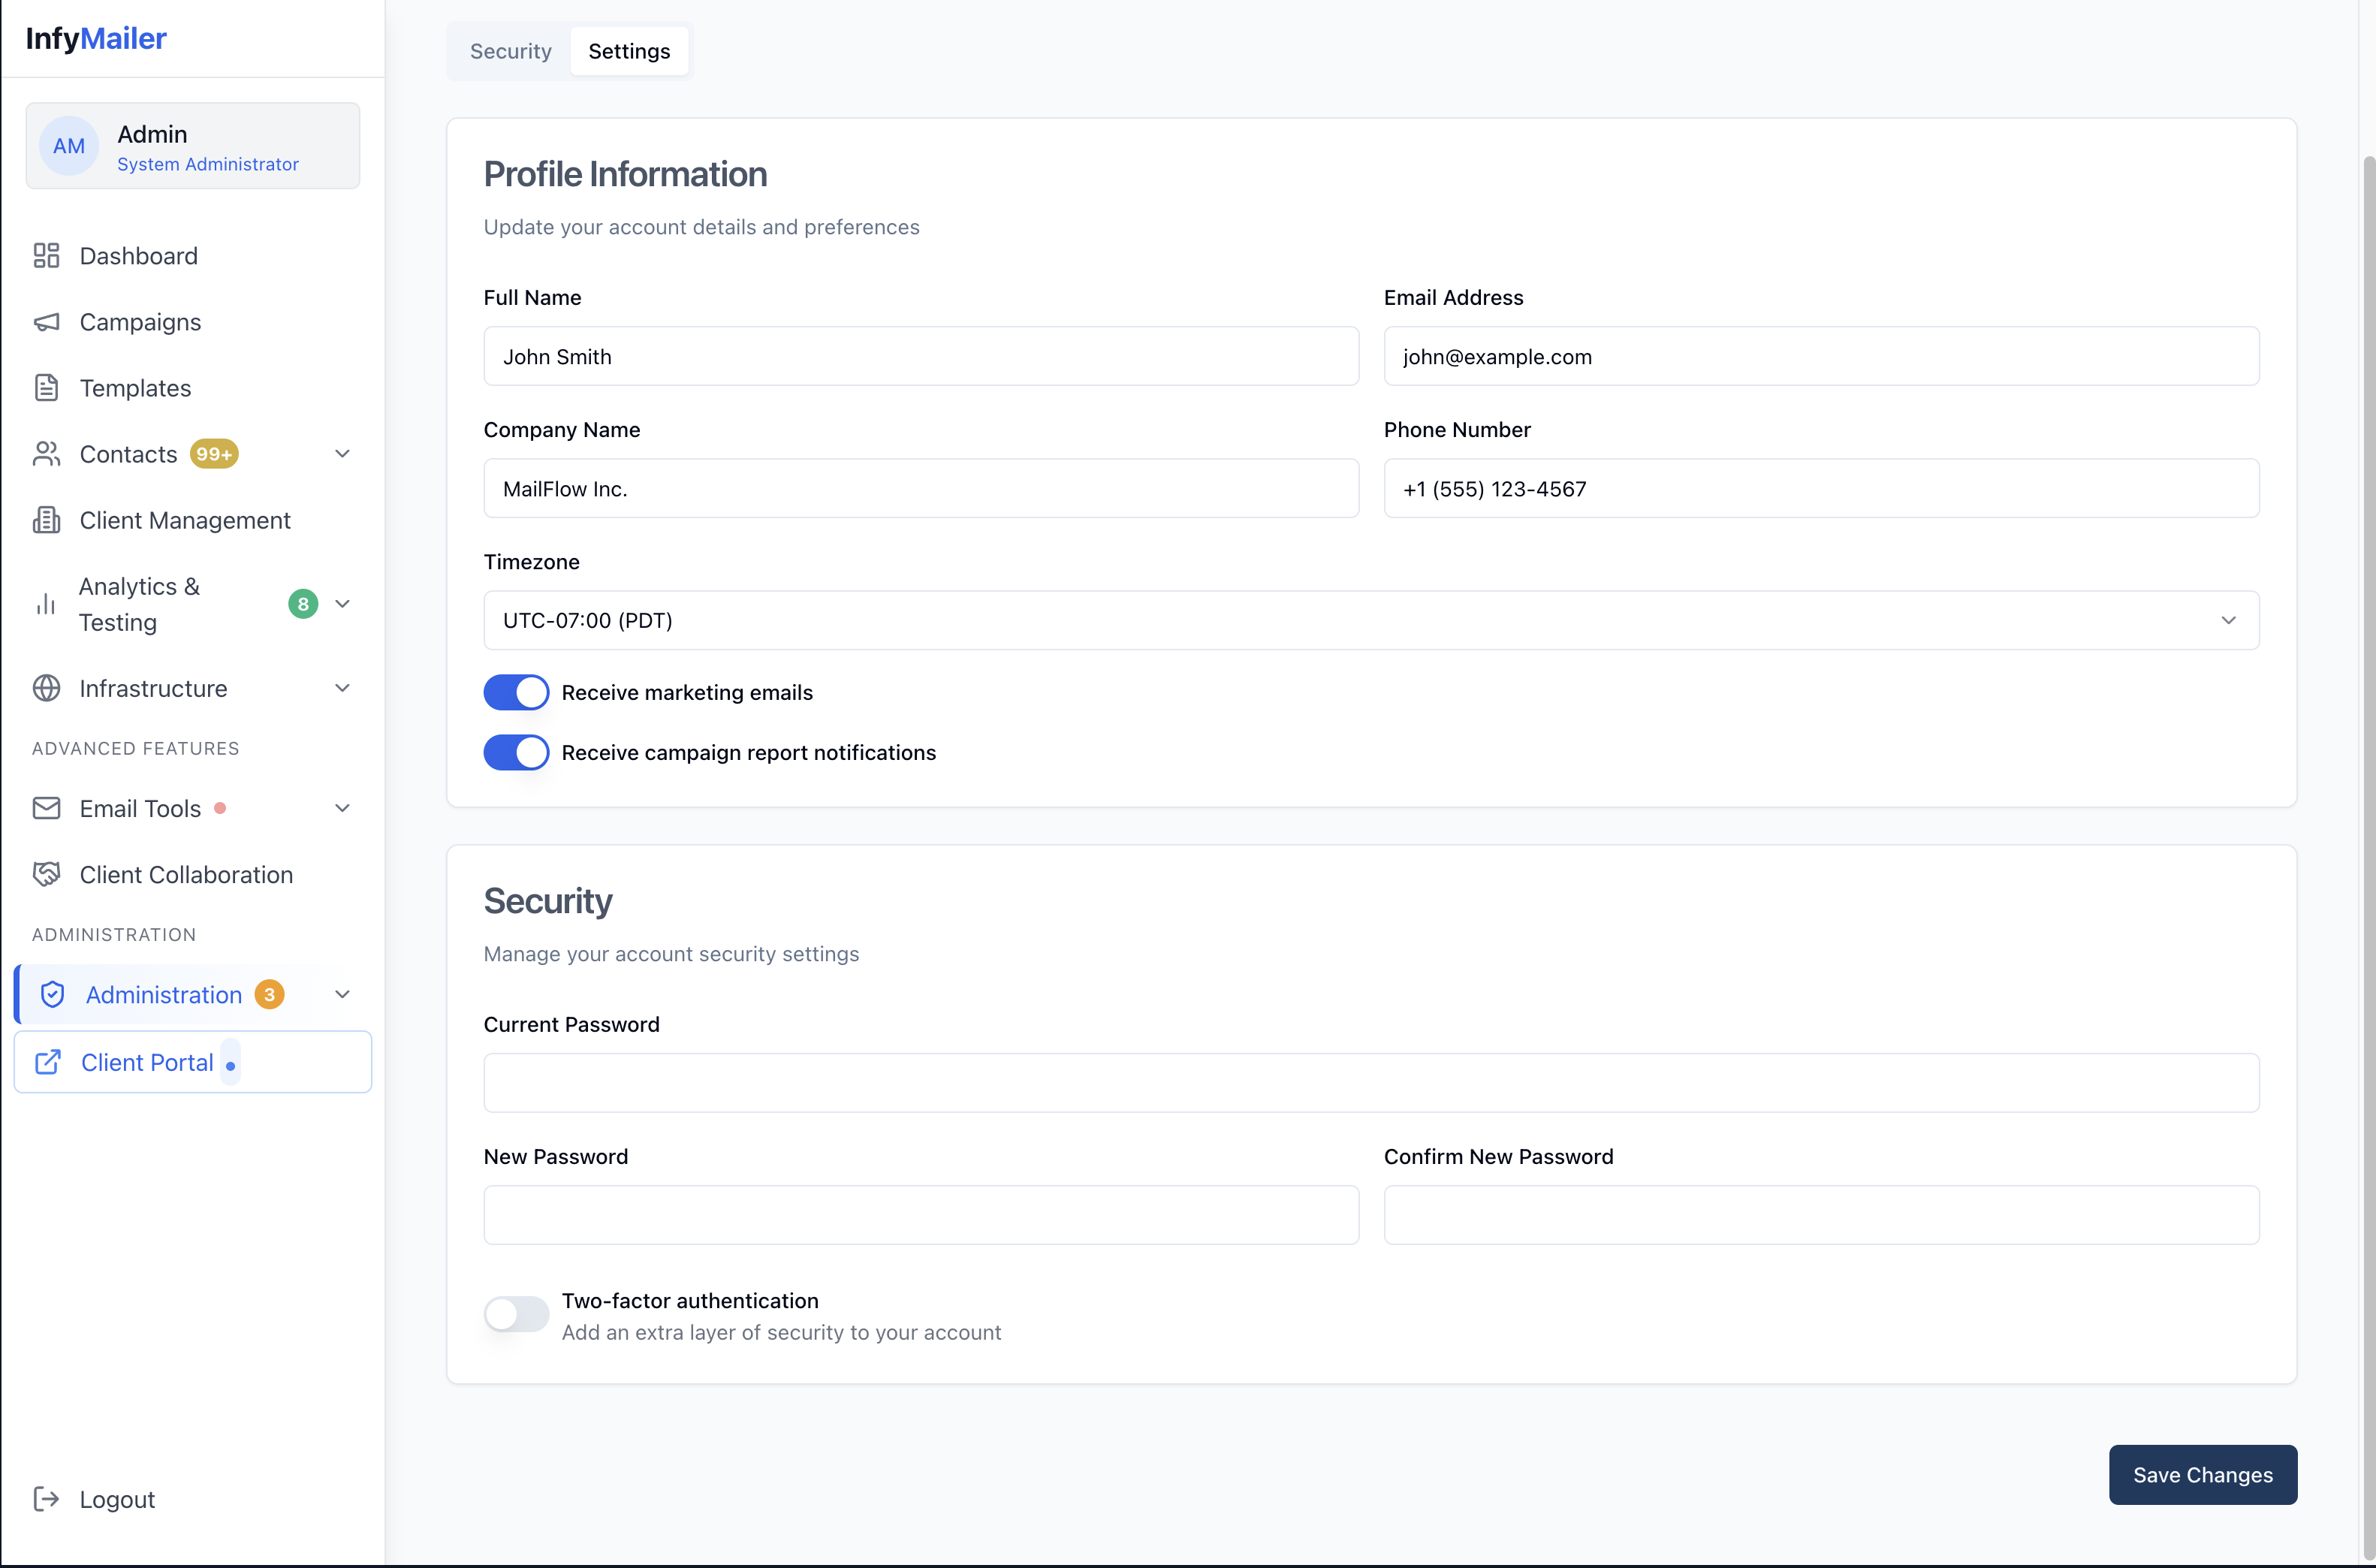 InfyMailer
AM
Admin
System Administrator
Dashboard
Campaigns
Templates
Contacts 99+
Client Management
Analytics &
Testing
8
Infrastructure
ADVANCED FEATURES
Email Tools
Client Collaboration
ADMINISTRATION
Administration 3
Client Portal
Logout
Security Settings
Profile Information
Update your account details and preferences
Full Name
John Smith
Email Address
john@example.com
Company Name
MailFlow Inc.
Phone Number
+1 (555) 123-4567
Timezone
UTC-07:00 (PDT)
Receive marketing emails
Receive campaign report notifications
Security
Manage your account security settings
Current Password
New Password
Confirm New Password
Two-factor authentication
Add an extra layer of security to your account
Save Changes